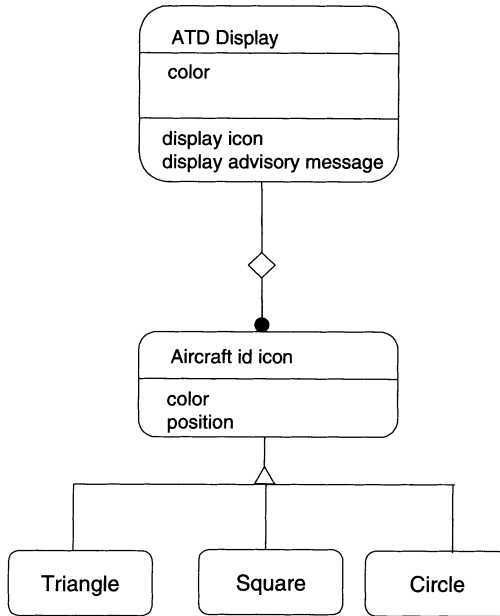 ATD Display
color
display icon
display advisory message
Aircraft id icon
color
position
Triangle
Square
Circle